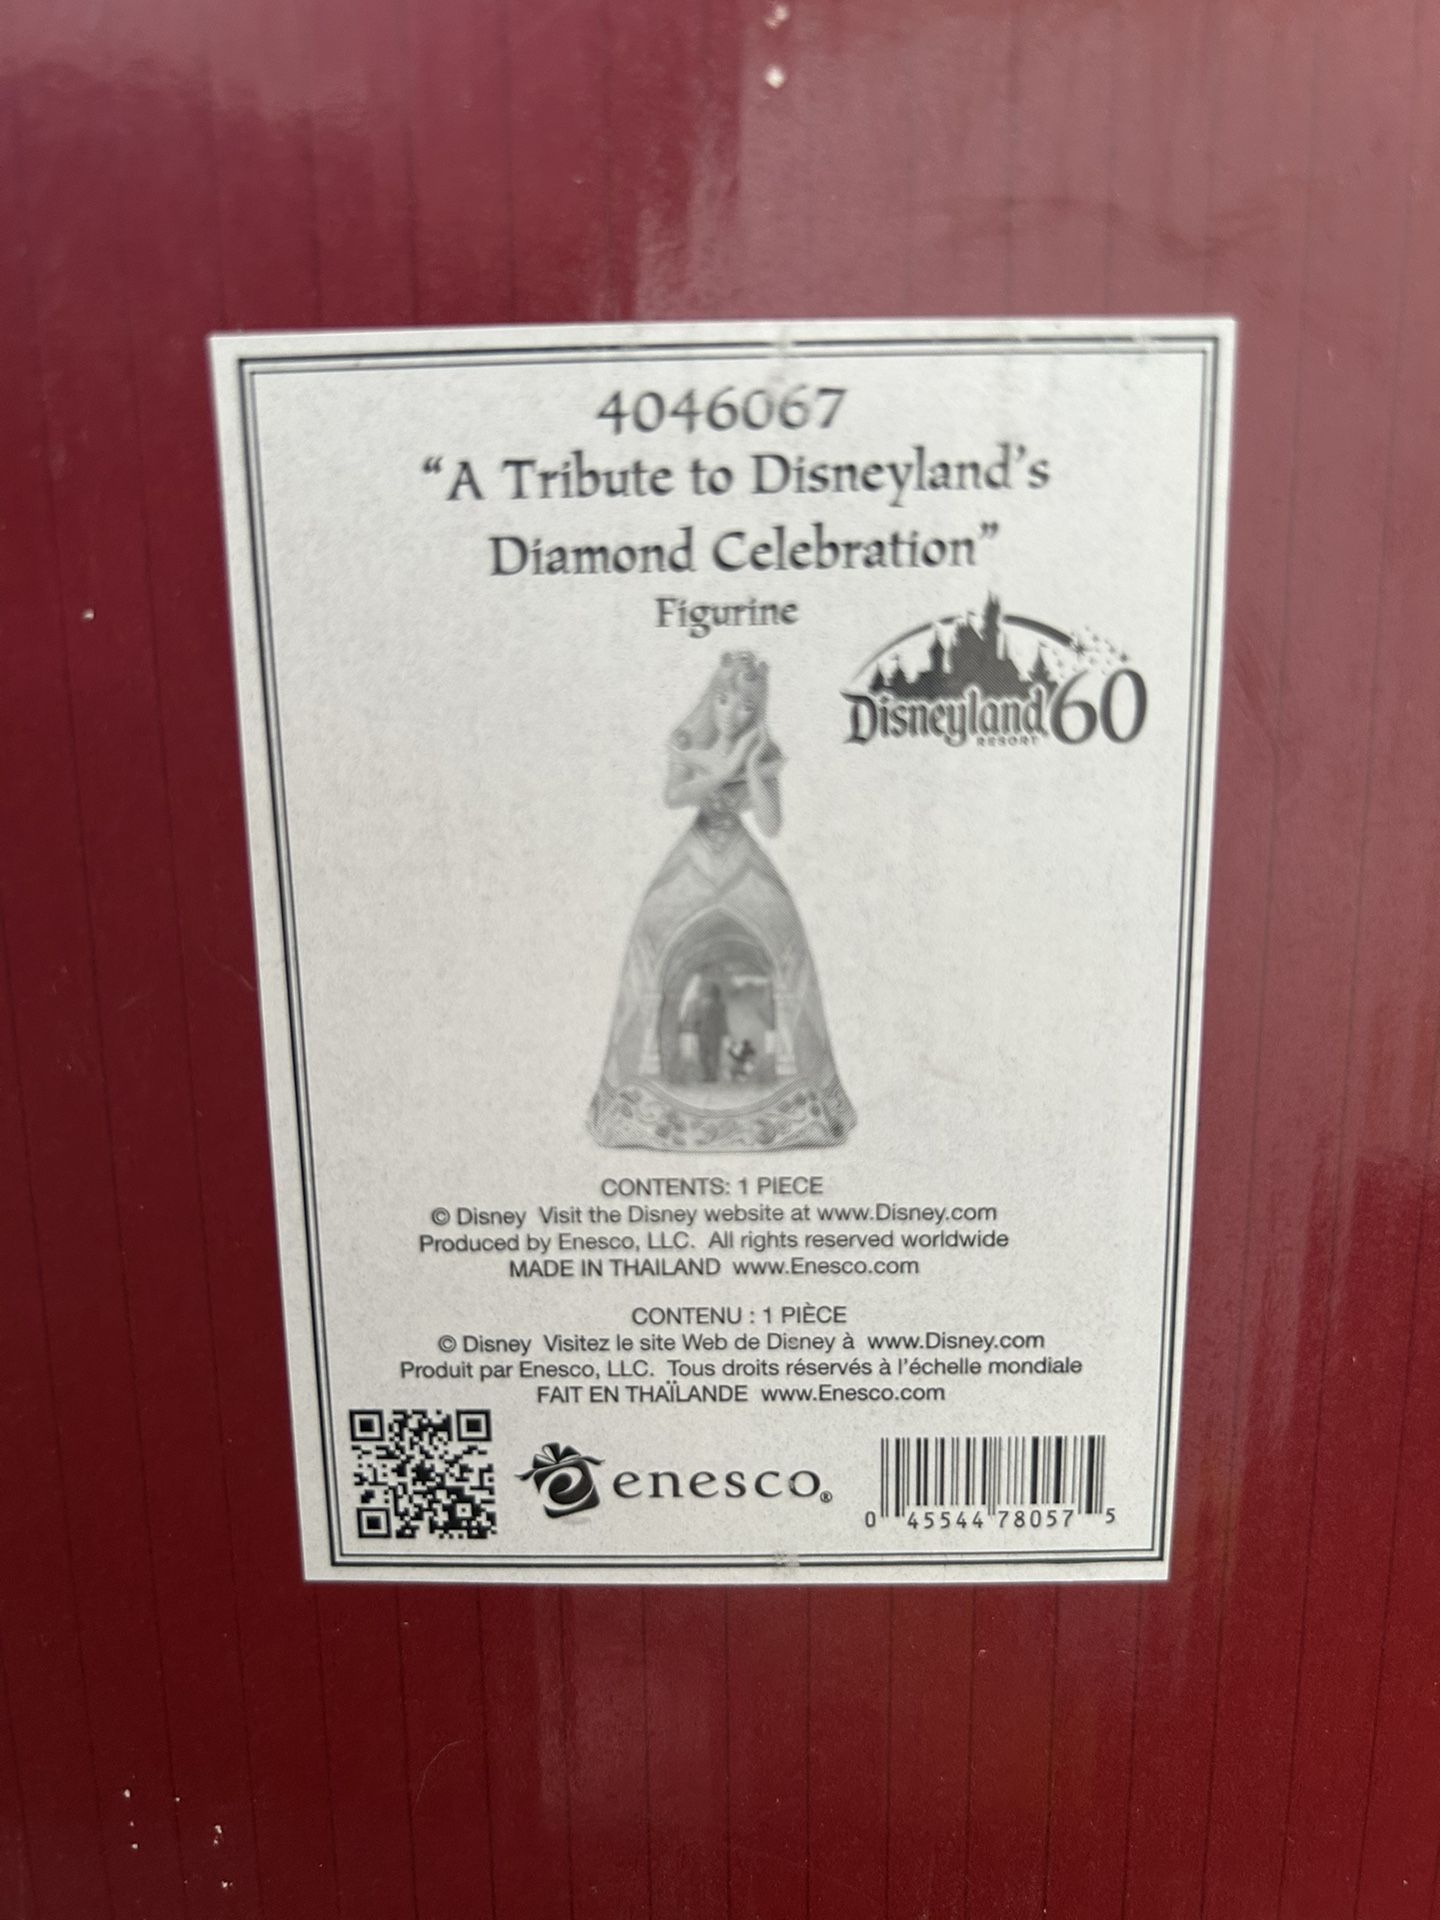 4046067
“A Tribute to Disneyland’s
Diamond Celebration”
Figurine
Disneyland 60
RESORT
CONTENTS: 1 PIECE
© Disney Visit the Disney website at www.Disney.com
Produced by Enesco, LLC. All rights reserved worldwide
MADE IN THAILAND www.Enesco.com
CONTENU : 1 PIÈCE
© Disney Visitez le site Web de Disney à www.Disney.com
Produit par Enesco, LLC. Tous droits réservés à l’échelle mondiale
FAIT EN THAÏLANDE www.Enesco.com
enesco®
0 45544 78057 5